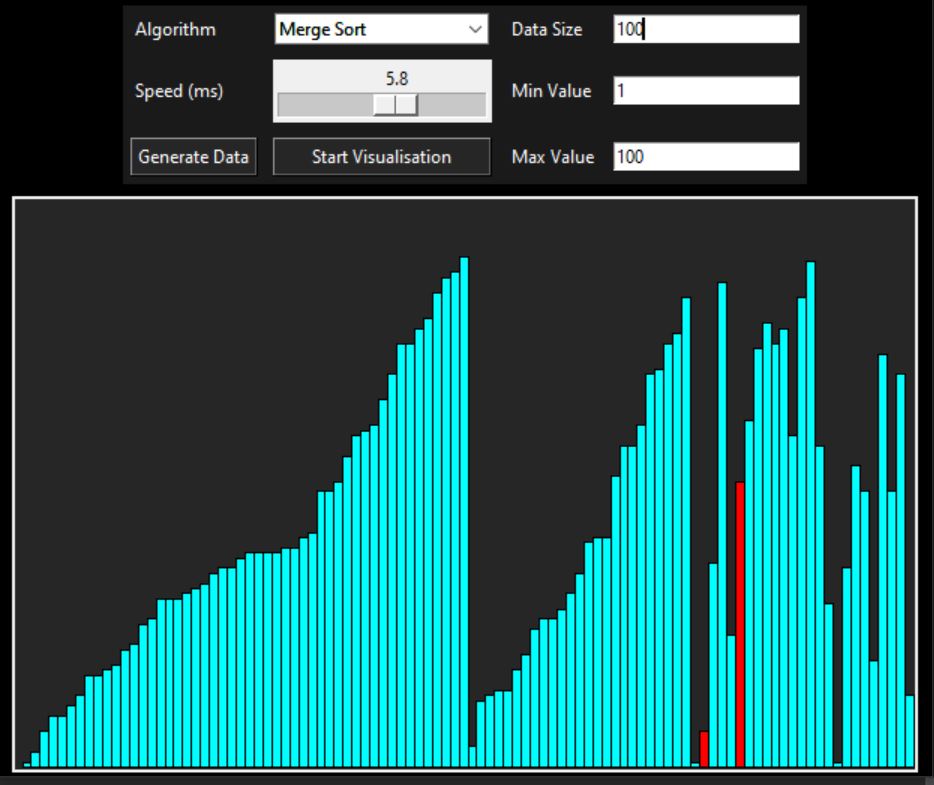 Algorithm Merge Sort Data Size 100
5.8
Speed (ms) Min Value 1
Generate Data Start Visualisation Max Value 100